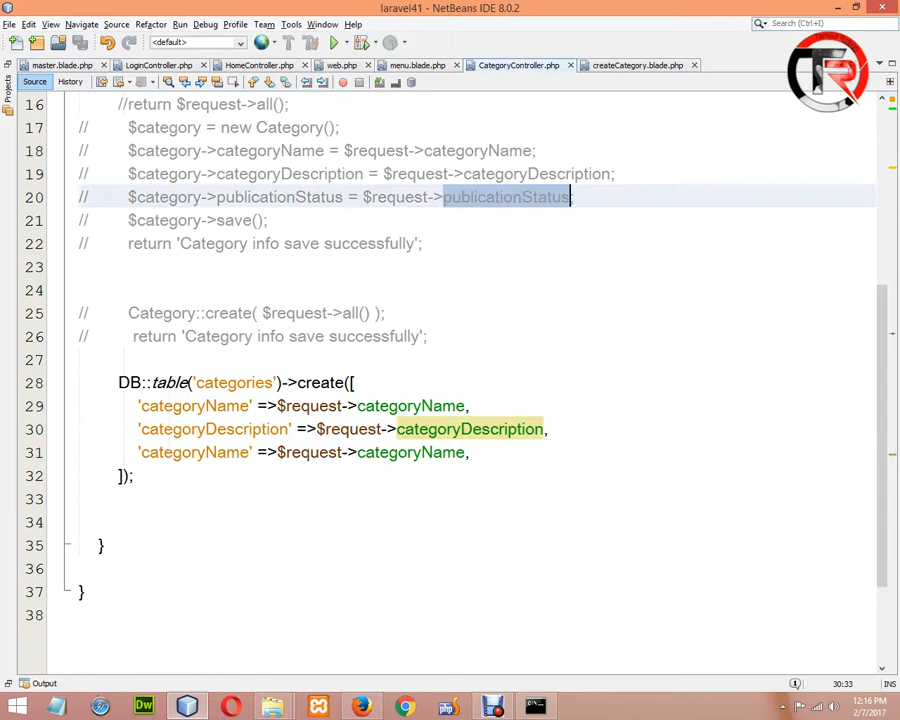 laravel41 - NetBeans IDE 8.0.2
File Edit View Navigate Source Refactor Run Debug Profile Team Tools Window Help
Search (Ctrl+I)
<default>
master.blade.php LoginController.php HomeController.php web.php menu.blade.php CategoryController.php createCategory.blade.php
Source History
Projects
TR
16 //return $request->all();
17 // $category = new Category();
18 // $category->categoryName = $request->categoryName;
19 // $category->categoryDescription = $request->categoryDescription;
20 // $category->publicationStatus = $request->publicationStatus;
21 // $category->save();
22 // return 'Category info save successfully';
23
24
25 // Category::create( $request->all() );
26 // return 'Category info save successfully';
27
28 DB::table('categories')->create([
29 'categoryName' =>$request->categoryName,
30 'categoryDescription' =>$request->categoryDescription,
31 'categoryName' =>$request->categoryName,
32 ]);
33
34
35 }
36
37 }
38
Output
30:33 INS
Dw
php
12:16 PM
2/7/2017